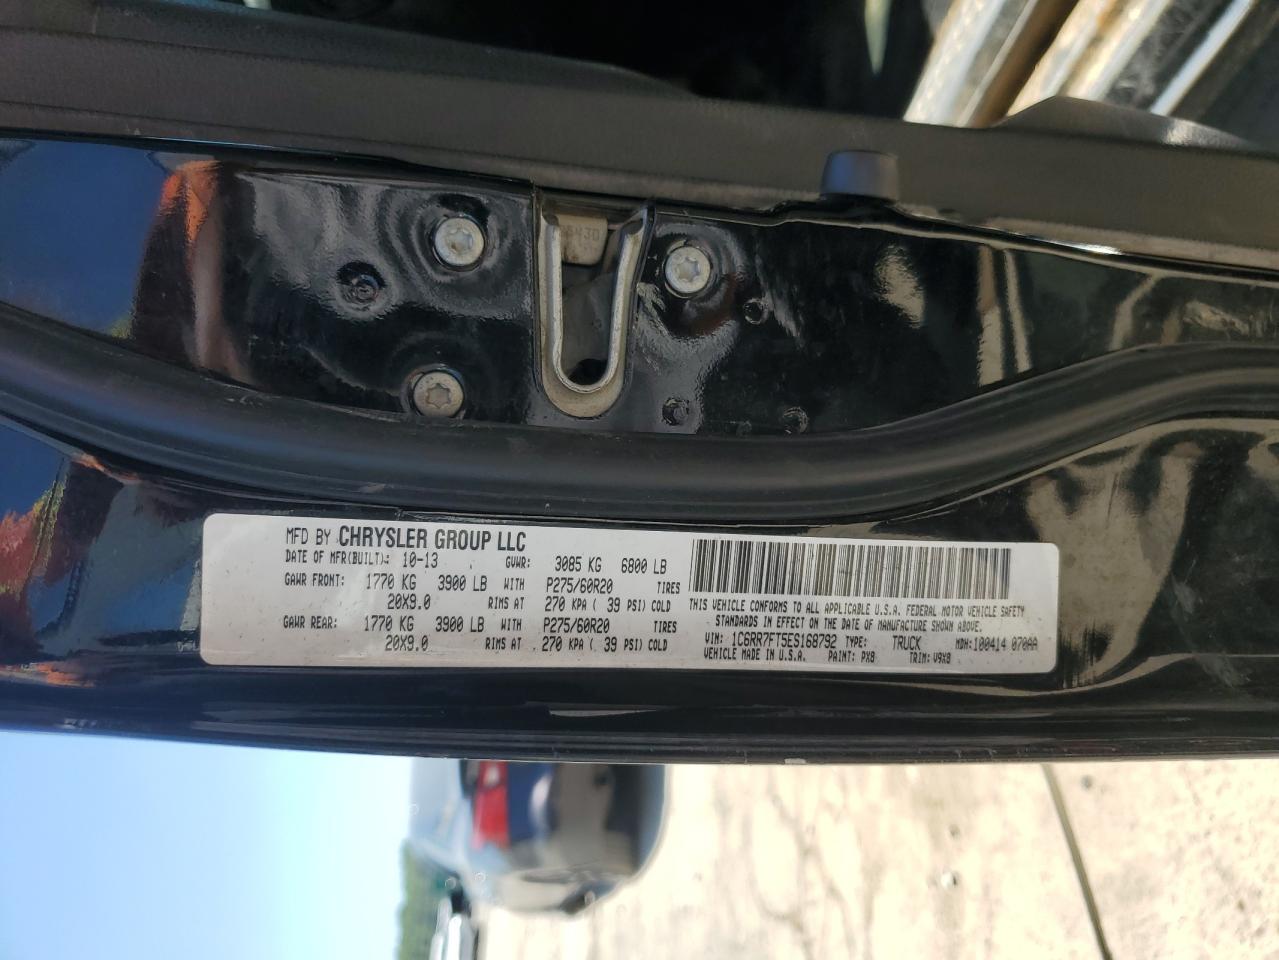 MFD BY CHRYSLER GROUP LLC
DATE OF MFR(BUILT): 10-13 GVWR: 3085 KG 6800 LB
GAWR FRONT: 1770 KG 3900 LB WITH P275/60R20 TIRES
20X9.0 RIMS AT 270 KPA ( 39 PSI) COLD
GAWR REAR: 1770 KG 3900 LB WITH P275/60R20 TIRES
20X9.0 RIMS AT 270 KPA ( 39 PSI) COLD
THIS VEHICLE CONFORMS TO ALL APPLICABLE U.S.A. FEDERAL MOTOR VEHICLE SAFETY
STANDARDS IN EFFECT ON THE DATE OF MANUFACTURE SHOWN ABOVE.
VIN: 1C6RR7FT5ES168792 TYPE: TRUCK MDH:100414 070AA
VEHICLE MADE IN U.S.A. PAINT: PX8 TRIM: V9X8